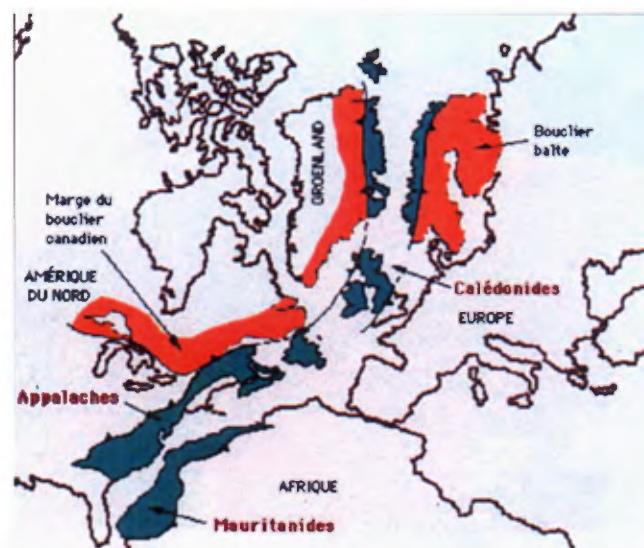 GROENLAND
Bouclier
balte
Marge du
bouclier
canadien
AMÉRIQUE
DU NORD
Calédonides
EUROPE
Appalaches
AFRIQUE
Mauritanides